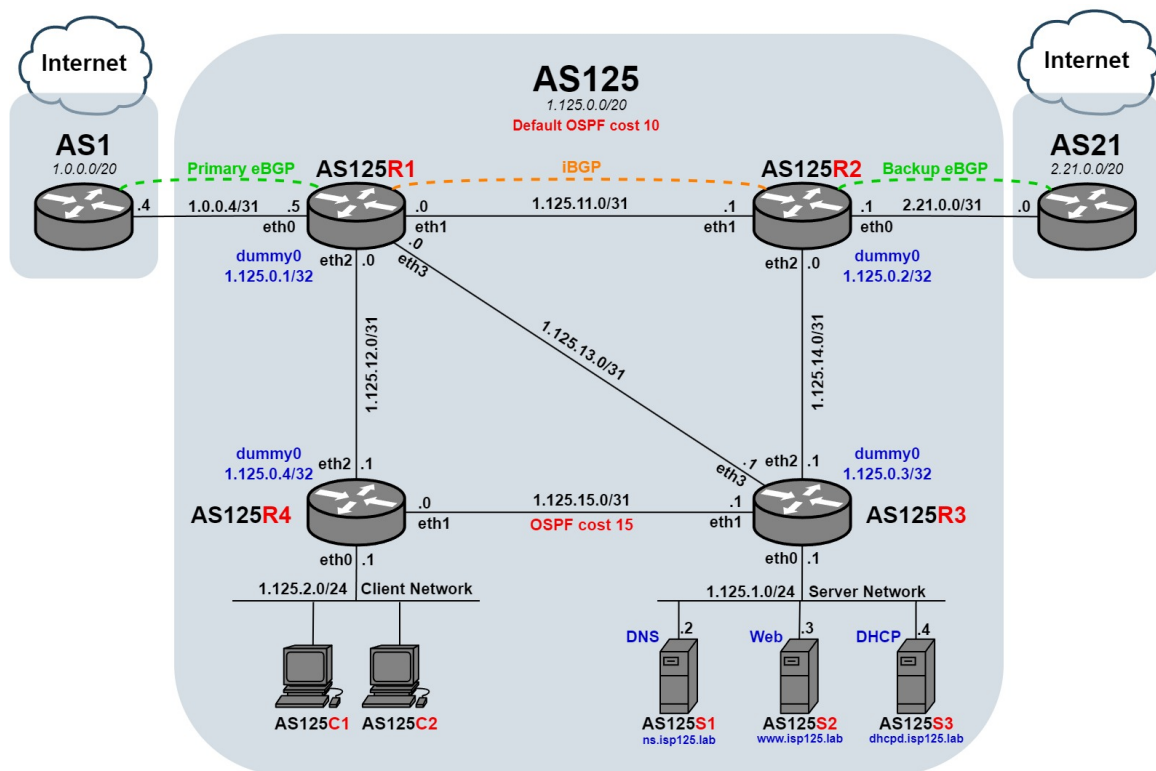 Internet
Internet
AS125
1.125.0.0/20
Default OSPF cost 10
AS1
1.0.0.0/20
AS21
2.21.0.0/20
Primary eBGP
AS125R1
iBGP
AS125R2
Backup eBGP
.4
1.0.0.4/31
.5
eth0
.0
eth1
1.125.11.0/31
.1
eth1
.1
eth0
2.21.0.0/31
.0
dummy0
1.125.0.1/32
eth2
.0
.0
eth3
eth2
.0
dummy0
1.125.0.2/32
1.125.12.0/31
1.125.13.0/31
1.125.14.0/31
dummy0
1.125.0.4/32
eth2
.1
.1
eth3
eth2
.1
dummy0
1.125.0.3/32
AS125R4
.0
eth1
1.125.15.0/31
OSPF cost 15
.1
eth1
AS125R3
eth0
.1
eth0
.1
1.125.2.0/24
Client Network
1.125.1.0/24
Server Network
DNS
.2
Web
.3
DHCP
.4
AS125C1
AS125C2
AS125S1
ns.isp125.lab
AS125S2
www.isp125.lab
AS125S3
dhcpd.isp125.lab